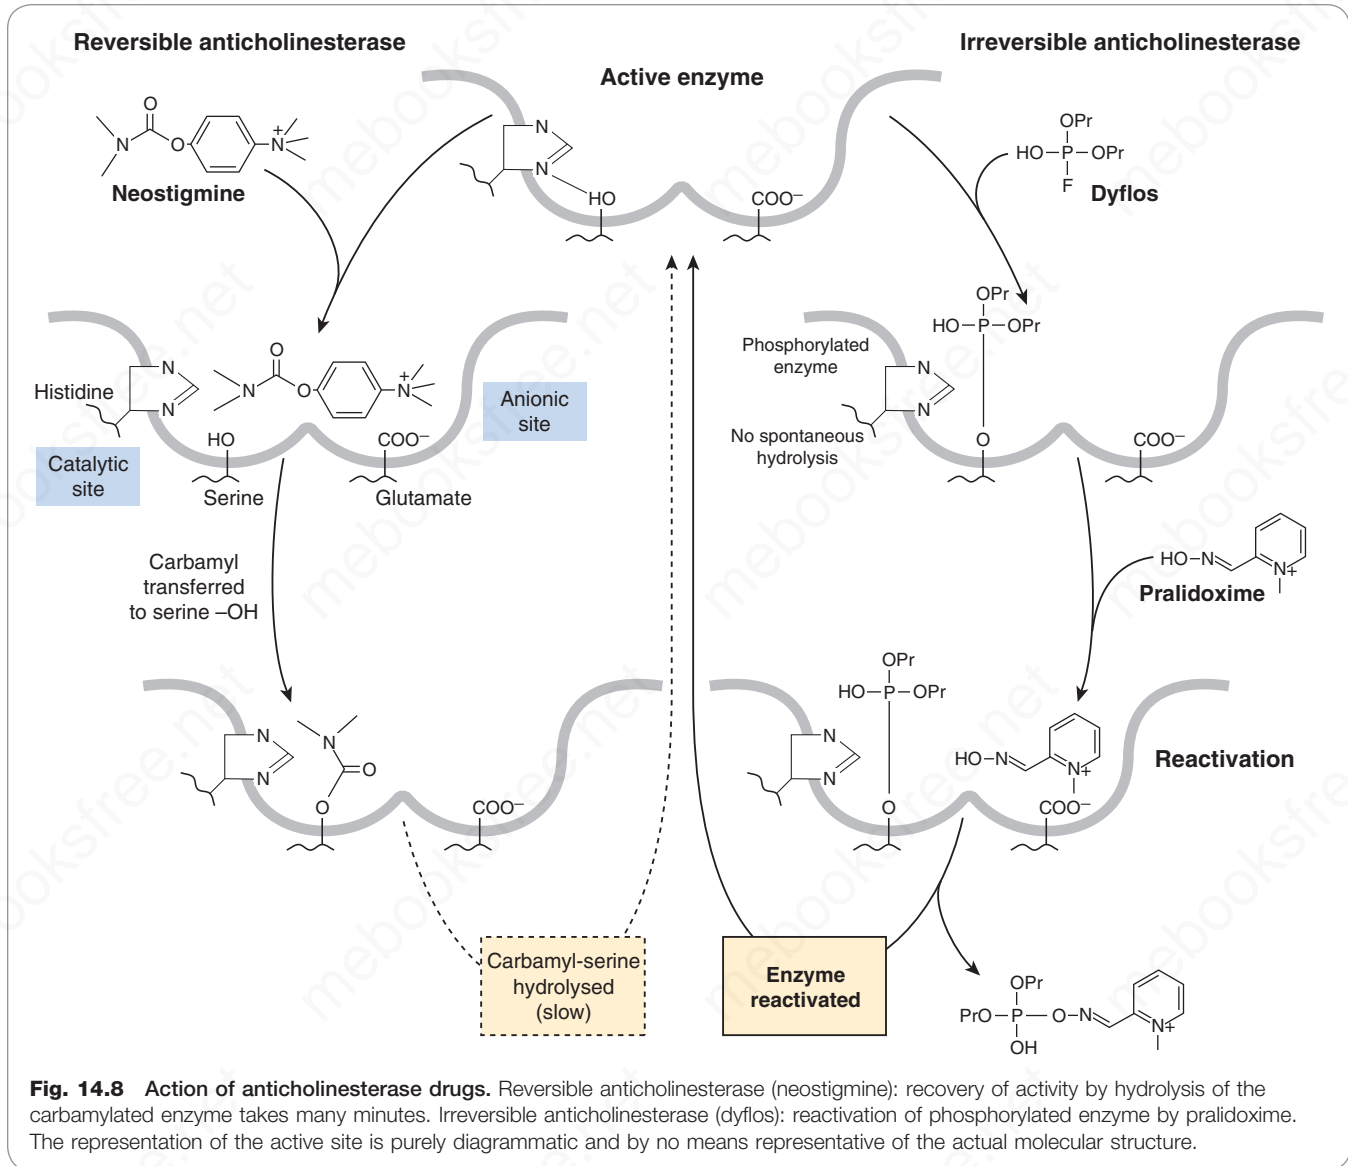 Reversible anticholinesterase
Irreversible anticholinesterase
Active enzyme
O
N
O
N
+
Neostigmine
N
N
HO
COO–
OPr
HO
P
OPr
F
Dyflos
O
N
O
N
+
Histidine
N
N
HO
COO–
Anionic
site
Catalytic
site
Serine
Glutamate
OPr
HO
P
OPr
Phosphorylated
enzyme
N
N
No spontaneous
hydrolysis
O
COO–
Carbamyl
transferred
to serine –OH
HO
N
N+
Pralidoxime
N
N
N
O
O
COO–
OPr
HO
P
OPr
N
N
O
HO
N
N+
COO–
Reactivation
Carbamyl-serine
hydrolysed
(slow)
Enzyme
reactivated
OPr
PrO
P
O
N
N+
OH
Fig. 14.8 Action of anticholinesterase drugs. Reversible anticholinesterase (neostigmine): recovery of activity by hydrolysis of the
carbamylated enzyme takes many minutes. Irreversible anticholinesterase (dyflos): reactivation of phosphorylated enzyme by pralidoxime.
The representation of the active site is purely diagrammatic and by no means representative of the actual molecular structure.
mebooksfree.net